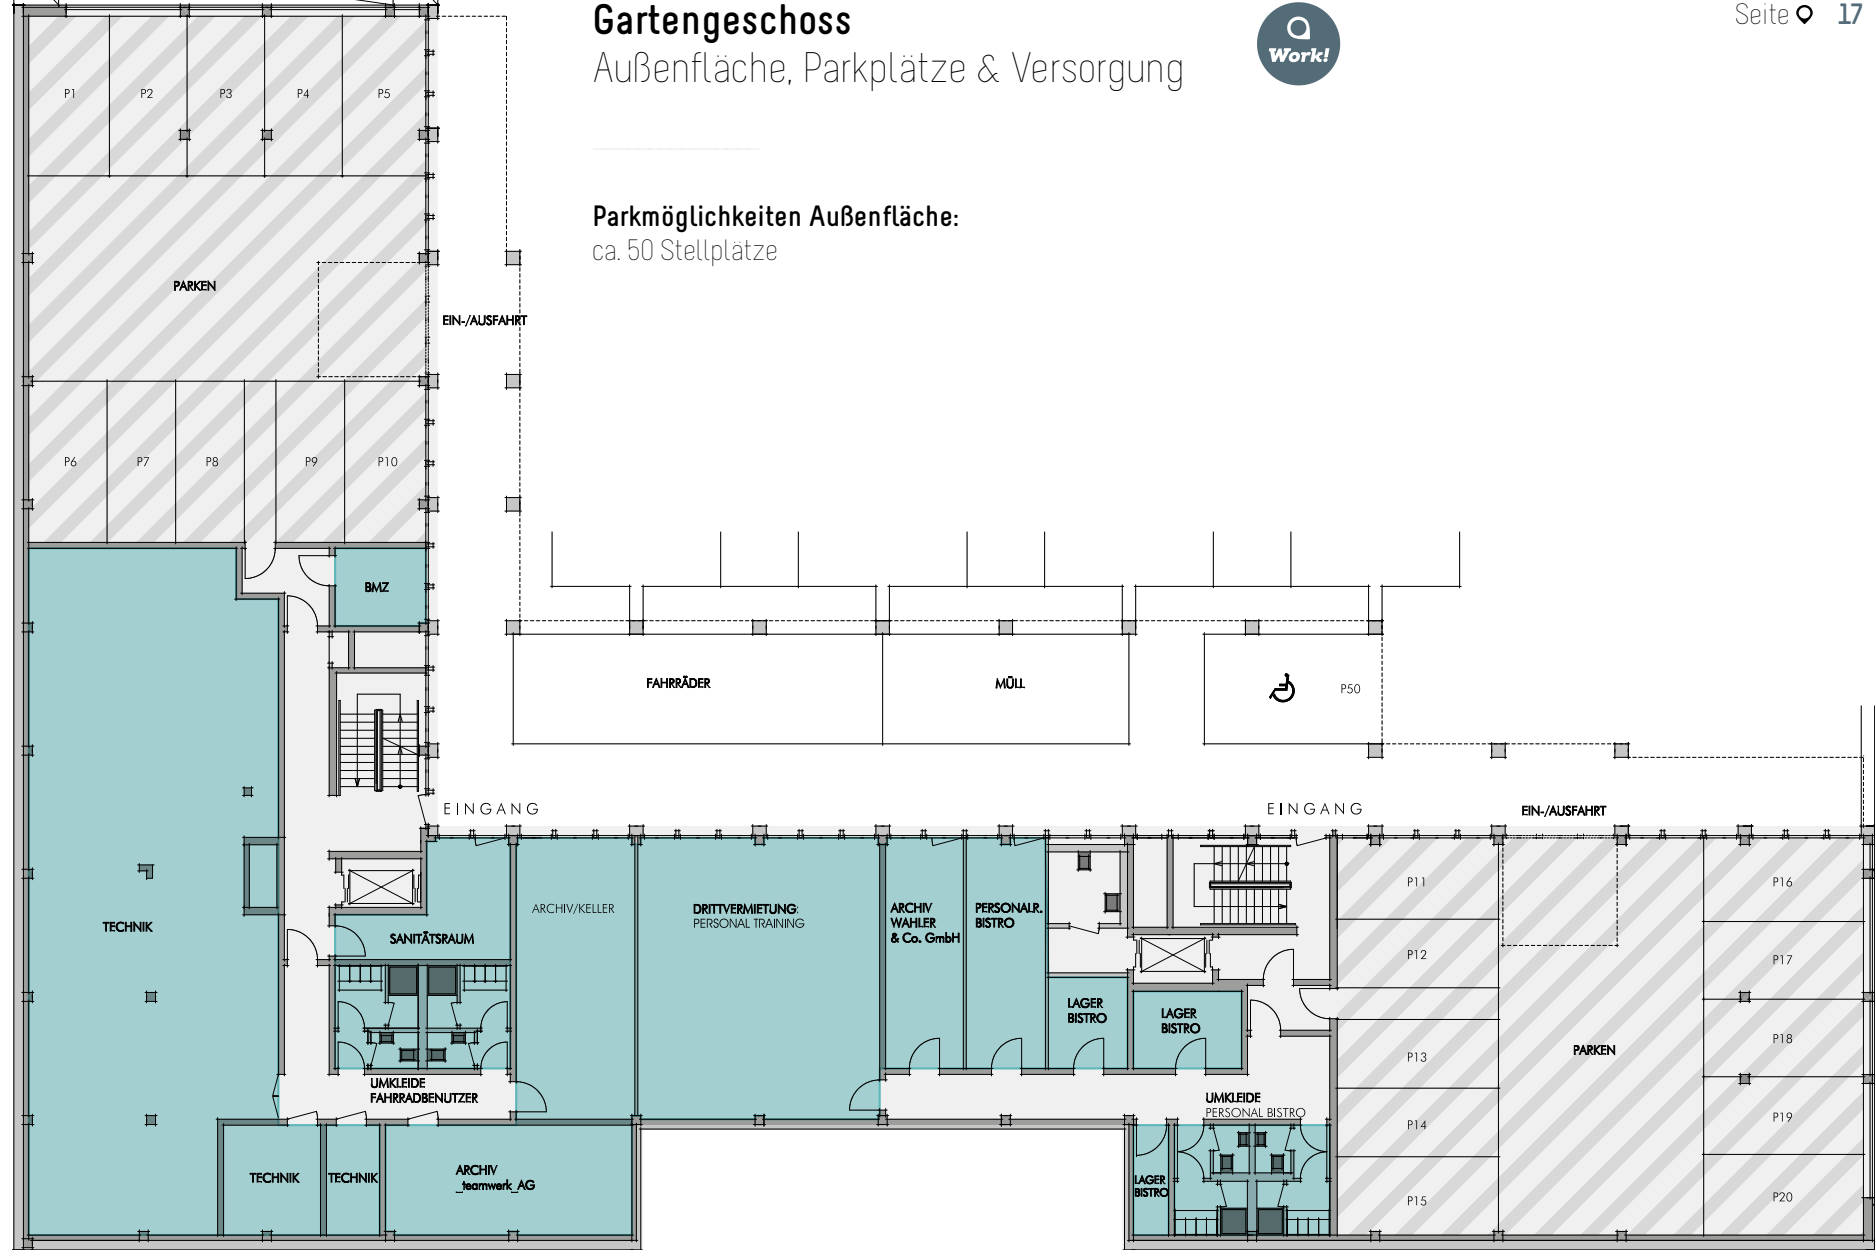 Gartengeschoss
Außenfläche, Parkplätze & Versorgung
Work!
Seite 17
Parkmöglichkeiten Außenfläche:
ca. 50 Stellplätze
P1
P2
P3
P4
P5
PARKEN
EIN-/AUSFAHRT
P6
P7
P8
P9
P10
BMZ
FAHRRÄDER
MÜLL
P50
EINGANG
EINGANG
EIN-/AUSFAHRT
TECHNIK
SANITÄTSRAUM
ARCHIV/KELLER
DRITTVERMIETUNG:
PERSONAL TRAINING
ARCHIV
WAHLER
& Co. GmbH
PERSONALR.
BISTRO
LAGER
BISTRO
LAGER
BISTRO
P11
P12
P13
P14
P15
PARKEN
P16
P17
P18
P19
P20
UMKLEIDE
FAHRRADBENUTZER
UMKLEIDE
PERSONAL BISTRO
TECHNIK
TECHNIK
ARCHIV
_teamwerk_AG
LAGER
BISTRO